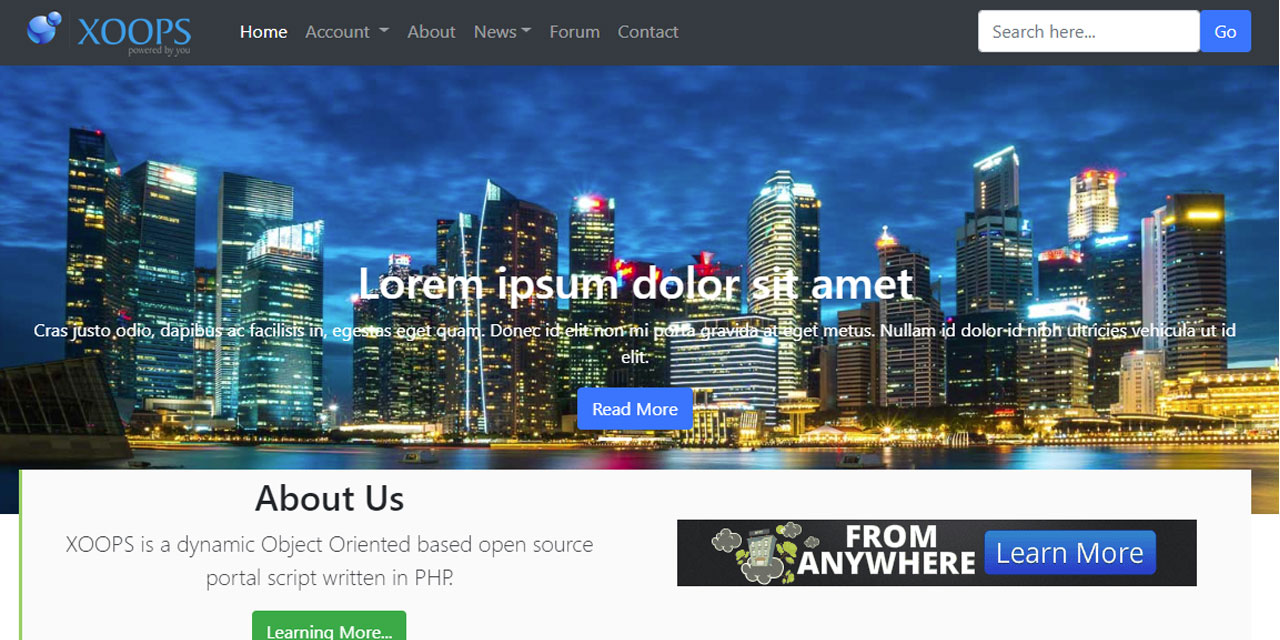 XOOPS
powered by you
Home Account About News Forum Contact
Search here...
Go
Lorem ipsum dolor sit amet
Cras justo odio, dapibus ac facilisis in, egestas eget quam. Donec id elit non mi porta gravida at eget metus. Nullam id dolor id nibh ultricies vehicula ut id
elit.
Read More
About Us
XOOPS is a dynamic Object Oriented based open source
portal script written in PHP.
Learning More...
FROM
ANYWHERE
Learn More